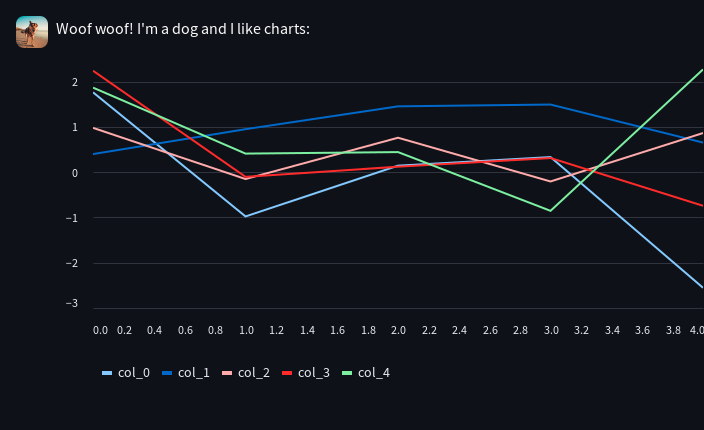 Woof woof! I'm a dog and I like charts:
2
1
0
−1
−2
−3
0.0 0.2 0.4 0.6 0.8 1.0 1.2 1.4 1.6 1.8 2.0 2.2 2.4 2.6 2.8 3.0 3.2 3.4 3.6 3.8 4.0
col_0 col_1 col_2 col_3 col_4